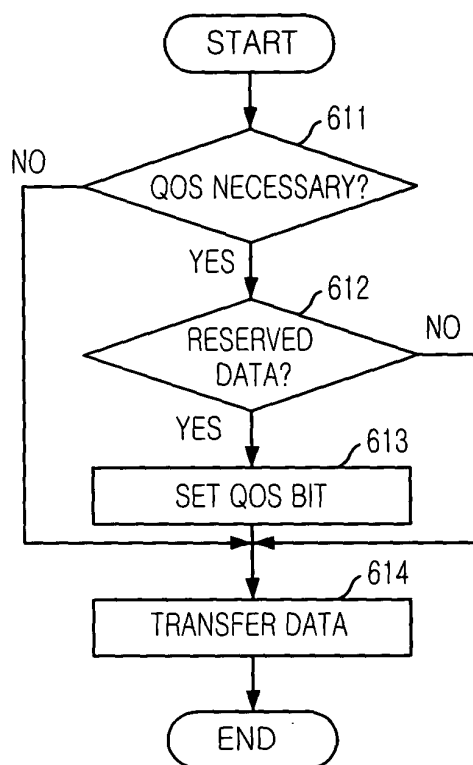 START
611
NO
QOS NECESSARY?
YES
612
NO
RESERVED
DATA?
YES
613
SET QOS BIT
614
TRANSFER DATA
END